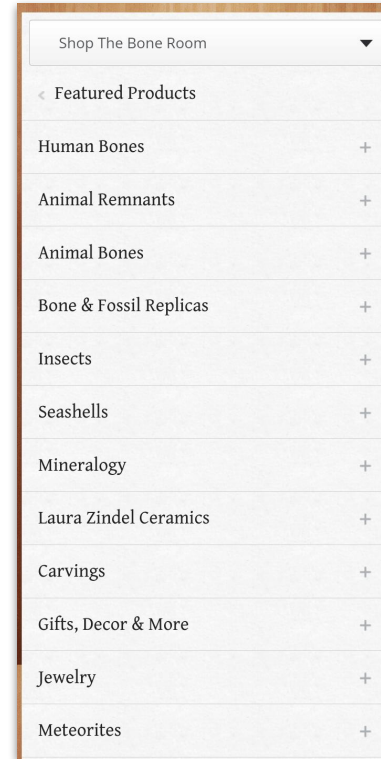 Shop The Bone Room
Featured Products
Human Bones
Animal Remnants
Animal Bones
Bone & Fossil Replicas
Insects
Seashells
Mineralogy
Laura Zindel Ceramics
Carvings
Gifts, Decor & More
Jewelry
Meteorites